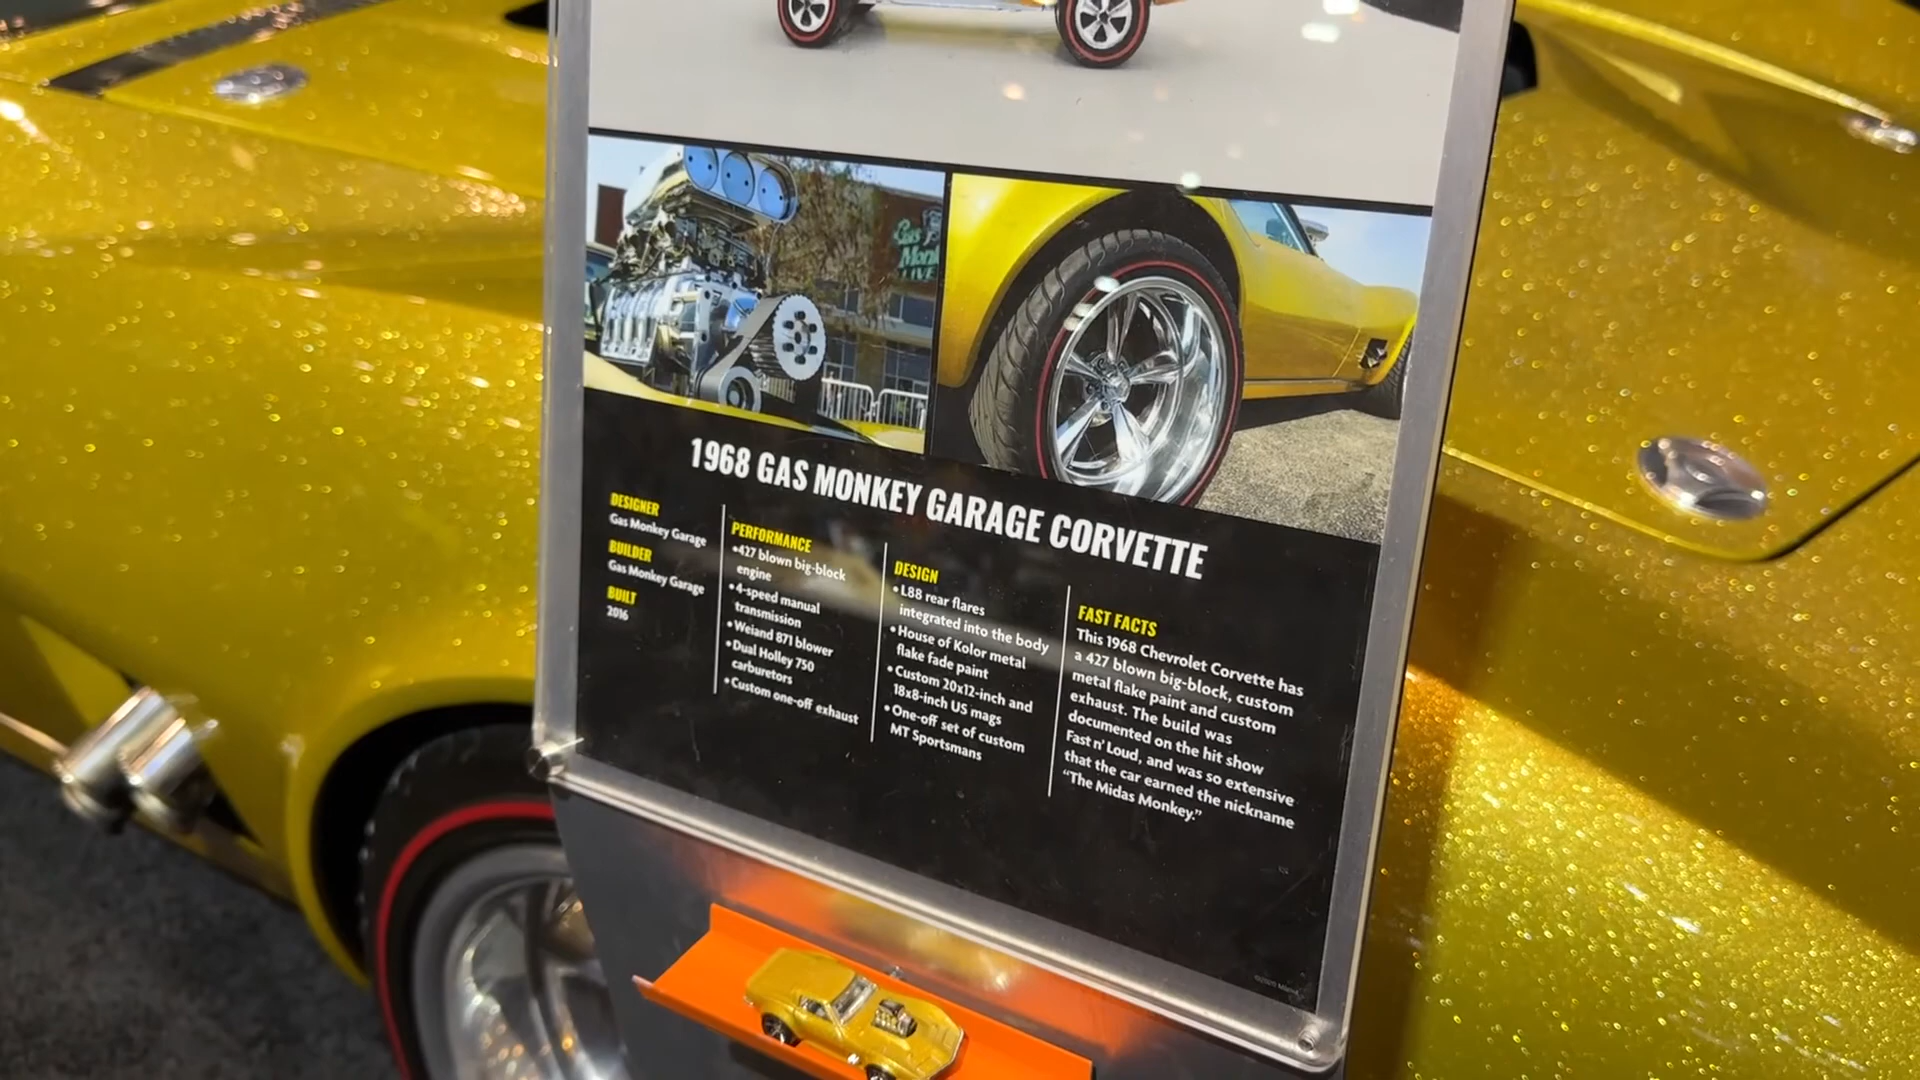 Gas
Monkey
LIVE
1968 GAS MONKEY GARAGE CORVETTE
DESIGNER
Gas Monkey Garage
BUILDER
Gas Monkey Garage
BUILT
2016
PERFORMANCE
•427 blown big-block
engine
•4-speed manual
transmission
•Weiand 871 blower
•Dual Holley 750
carburetors
•Custom one-off exhaust
DESIGN
•L88 rear flares
integrated into the body
•House of Kolor metal
flake fade paint
•Custom 20x12-inch and
18x8-inch US mags
•One-off set of custom
MT Sportsmans
FAST FACTS
This 1968 Chevrolet Corvette has
a 427 blown big-block, custom
metal flake paint and custom
exhaust. The build was
documented on the hit show
Fast n' Loud, and was so extensive
that the car earned the nickname
“The Midas Monkey.”